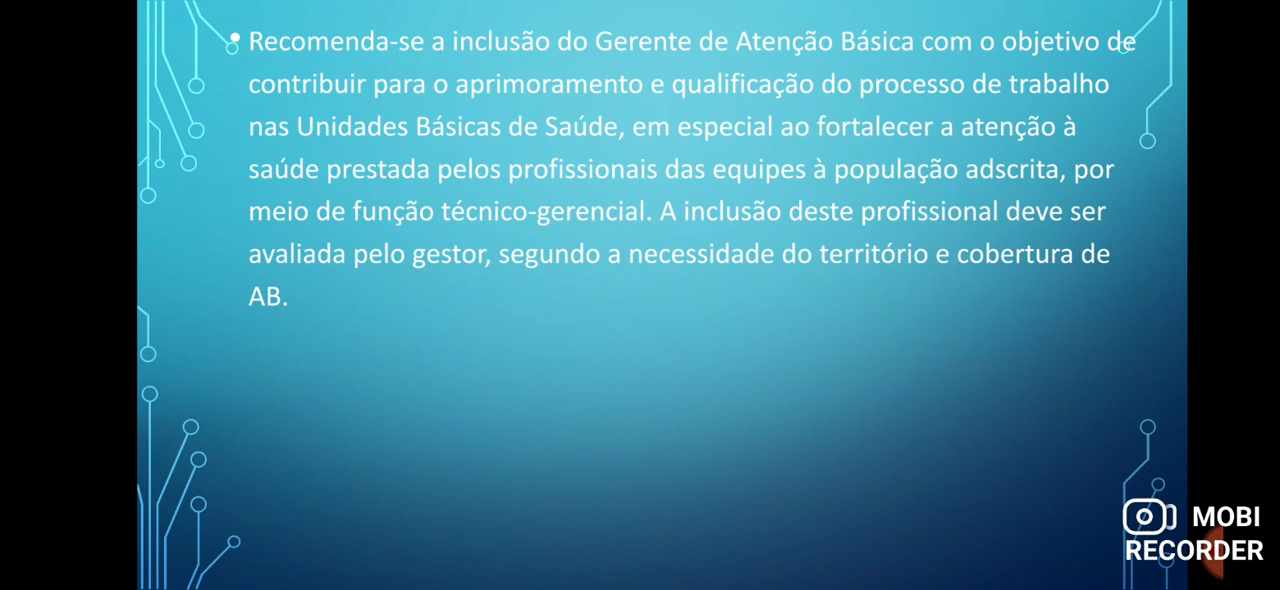 • Recomenda-se a inclusão do Gerente de Atenção Básica com o objetivo de
contribuir para o aprimoramento e qualificação do processo de trabalho
nas Unidades Básicas de Saúde, em especial ao fortalecer a atenção à
saúde prestada pelos profissionais das equipes à população adscrita, por
meio de função técnico-gerencial. A inclusão deste profissional deve ser
avaliada pelo gestor, segundo a necessidade do território e cobertura de
AB.
MOBI
RECORDER